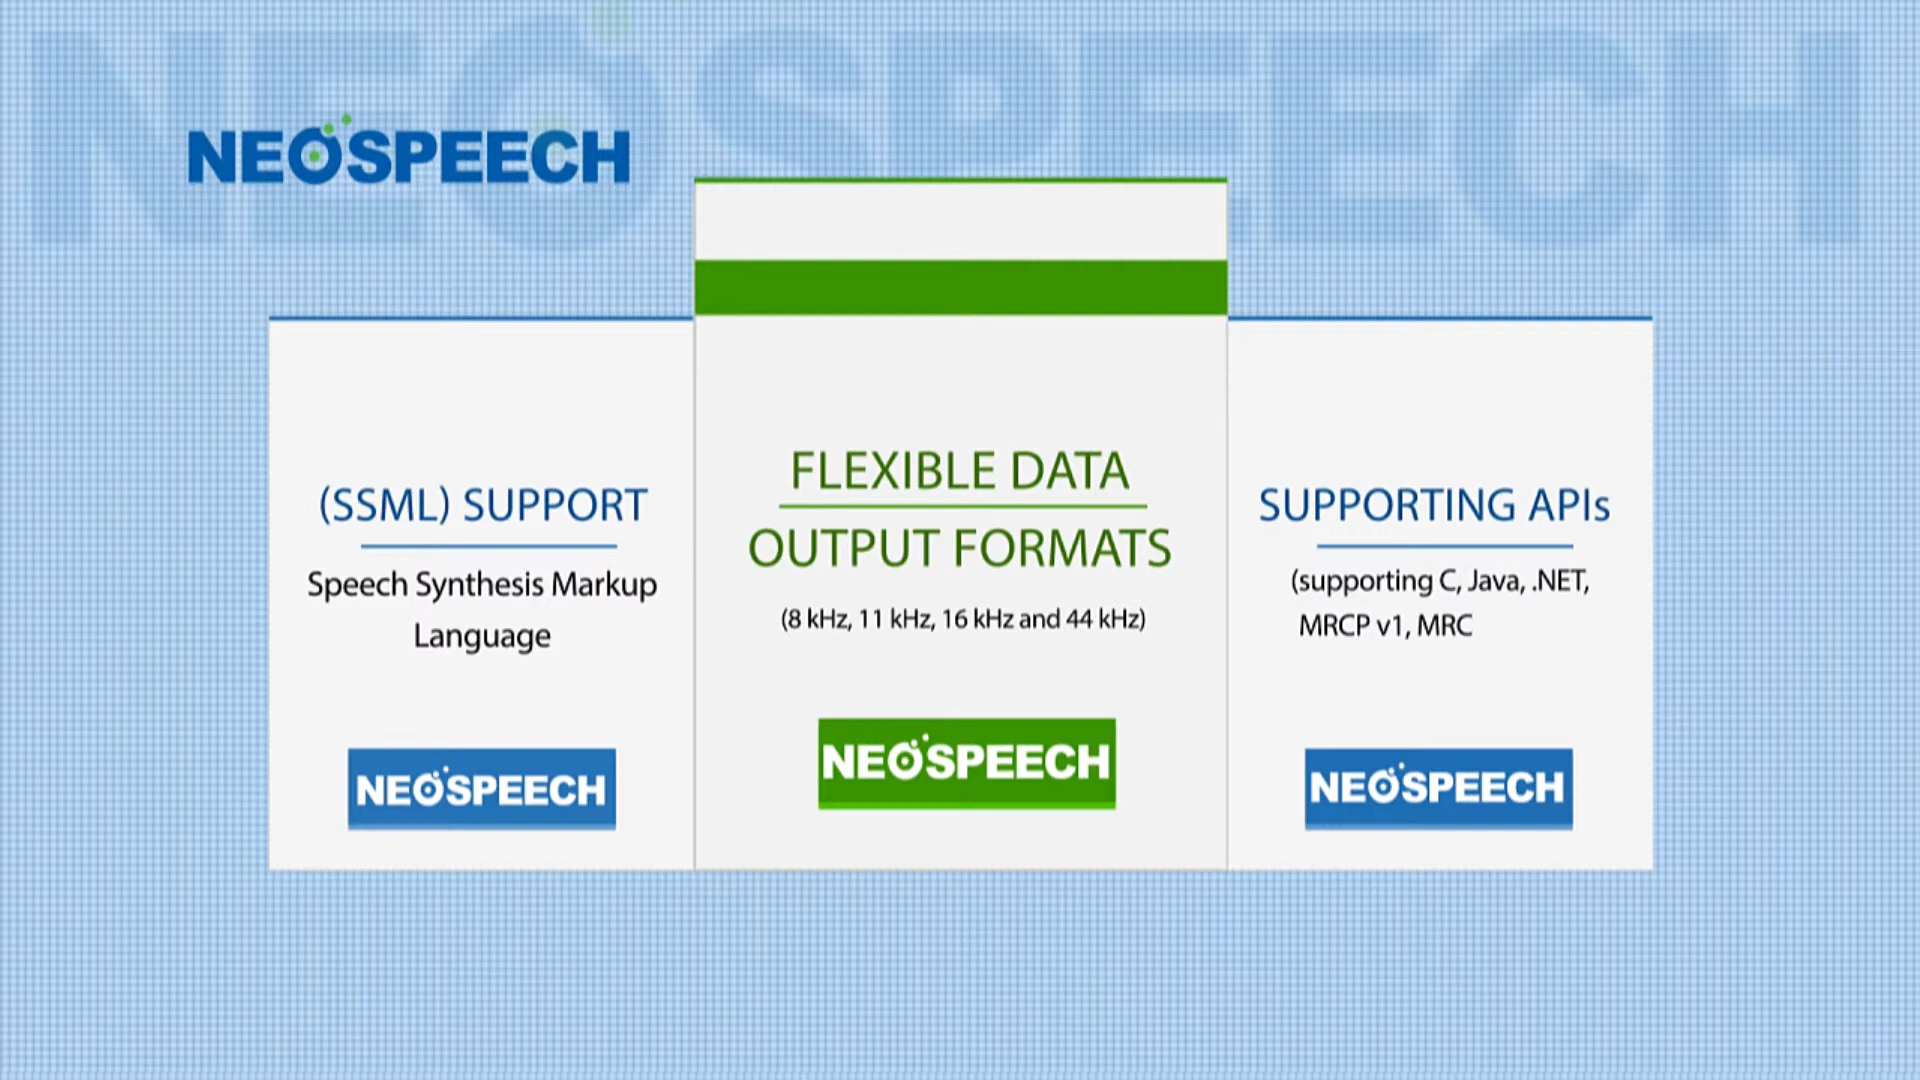 NEOSPEECH
NEOSPEECH
(SSML) SUPPORT
Speech Synthesis Markup
Language
NEOSPEECH
FLEXIBLE DATA
OUTPUT FORMATS
(8 kHz, 11 kHz, 16 kHz and 44 kHz)
NEOSPEECH
SUPPORTING APIs
(supporting C, Java, .NET,
MRCP v1, MRC
NEOSPEECH